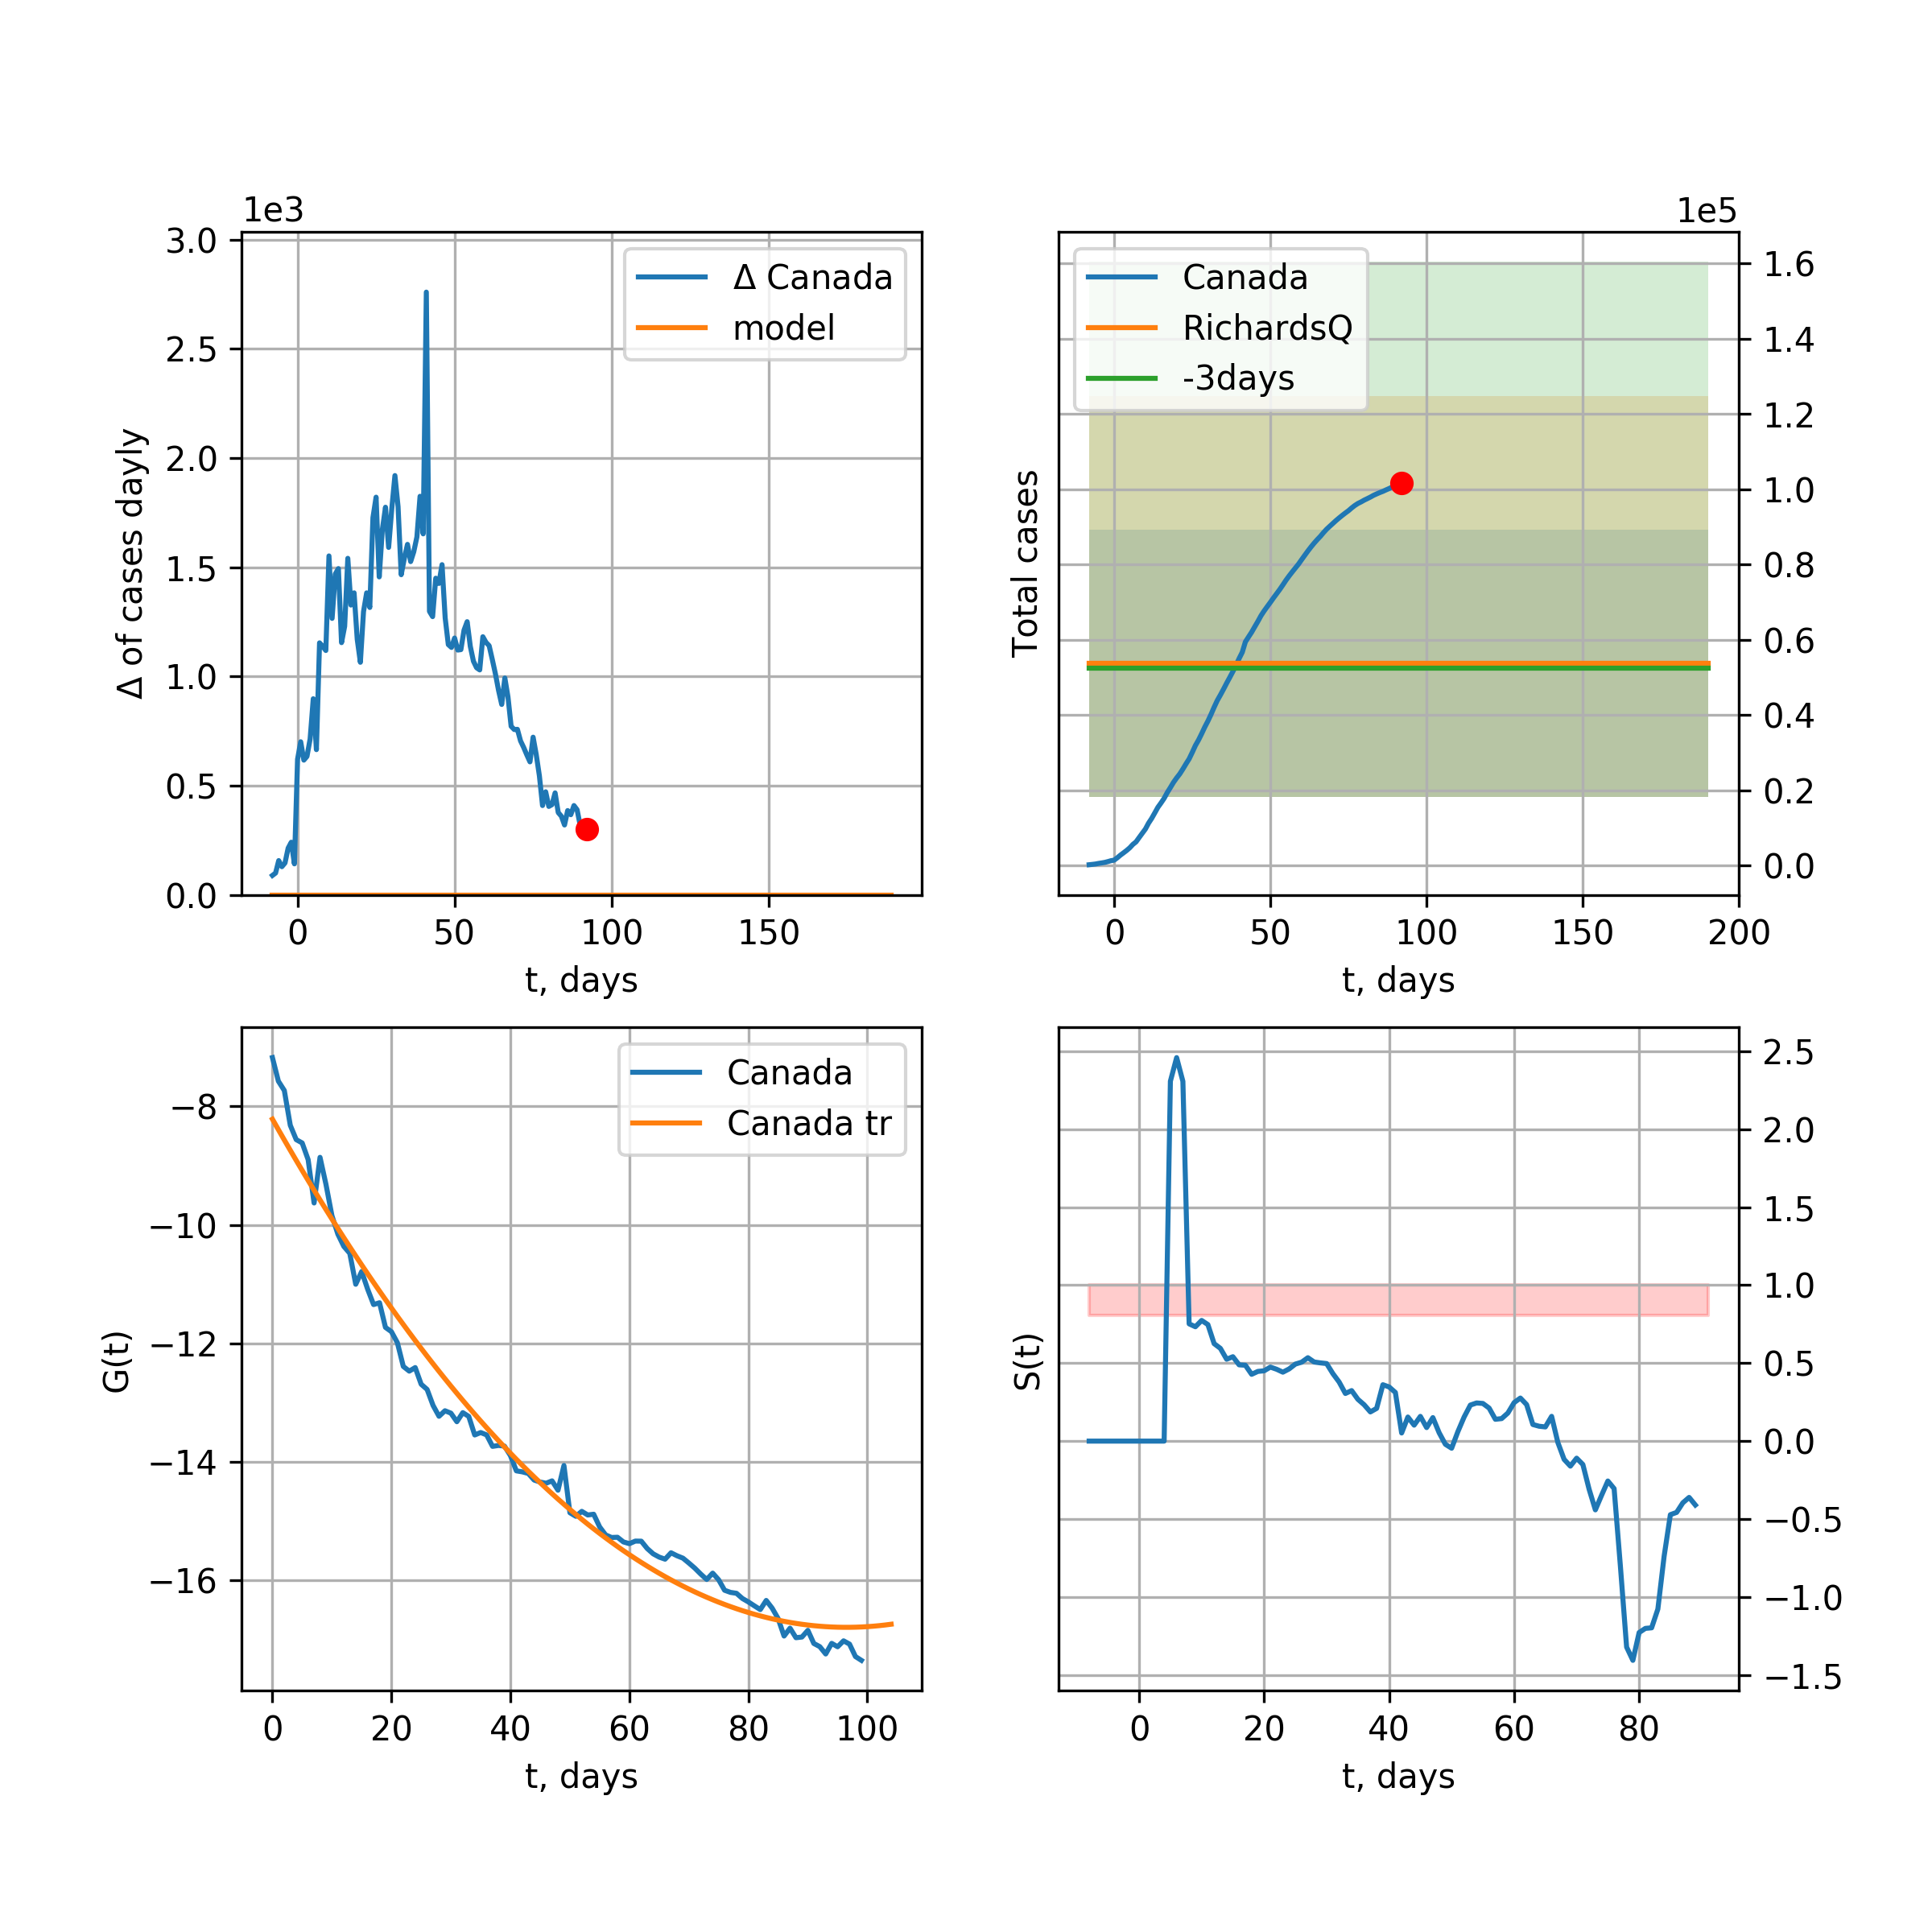 1e3
3.0
2.5
2.0
1.5
1.0
0.5
0.0
Δ of cases dayly
Δ Canada
model
0 50 100 150
t, days
1e5
Canada
RichardsQ
-3days
Total cases
1.6
1.4
1.2
1.0
0.8
0.6
0.4
0.2
0.0
0 50 100 150 200
t, days
−8
−10
−12
−14
−16
G(t)
Canada
Canada tr
0 20 40 60 80 100
t, days
S(t)
2.5
2.0
1.5
1.0
0.5
0.0
−0.5
−1.0
−1.5
0 20 40 60 80
t, days